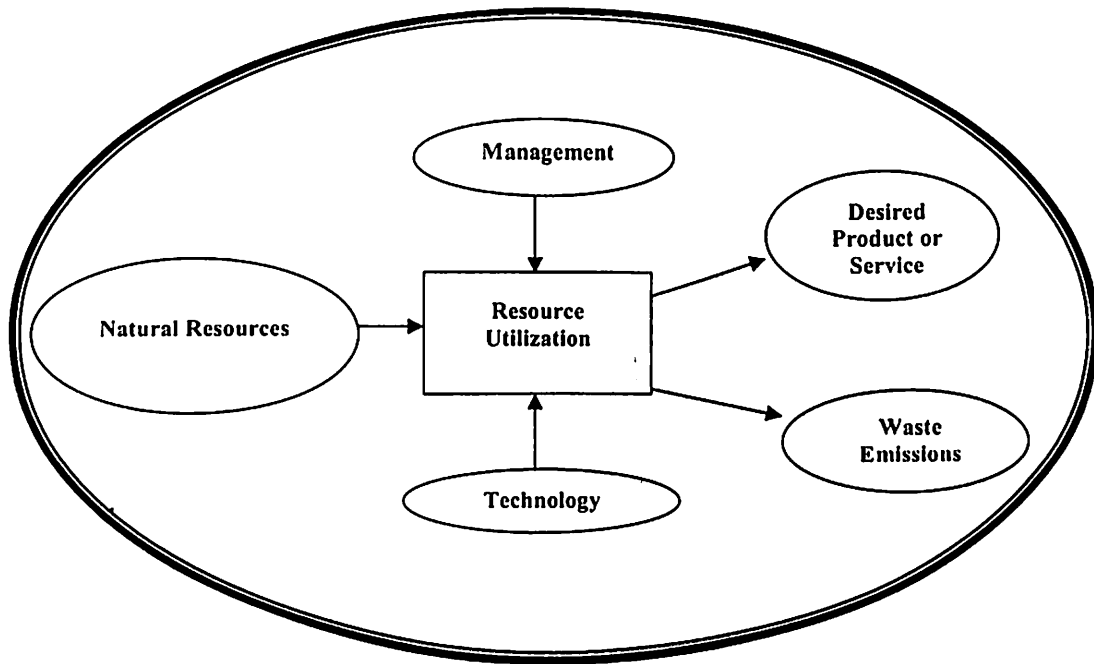 Management
Desired
Product or
Service
Natural Resources
Resource
Utilization
Waste
Emissions
Technology